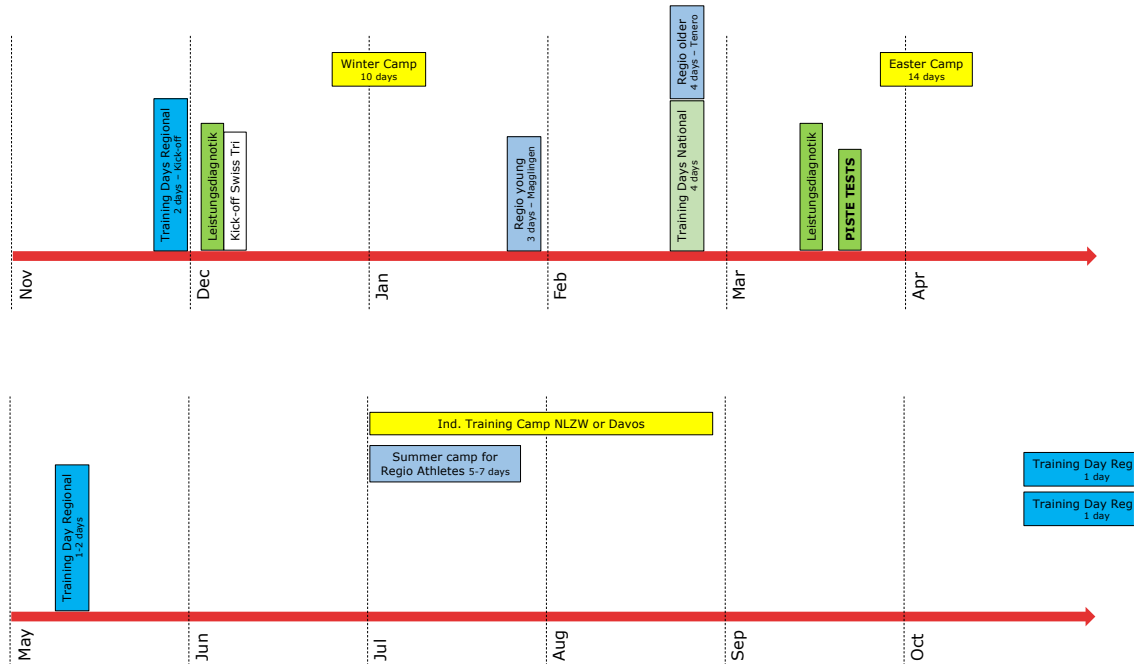 Winter Camp
10 days
Easter Camp
14 days
Training Days Regional
2 days – Kick-off
Leistungsdiagnotik
Kick-off Swiss Tri
Regio young
3 days – Magglingen
Regio older
4 days – Tenero
Training Days National
4 days
Leistungsdiagnotik
PISTE TESTS
Nov
Dec
Jan
Feb
Mar
Apr
Ind. Training Camp NLZW or Davos
Summer camp for
Regio Athletes 5-7 days
Training Day Regional
1-2 days
Training Day Reg
1 day
Training Day Reg
1 day
May
Jun
Jul
Aug
Sep
Oct